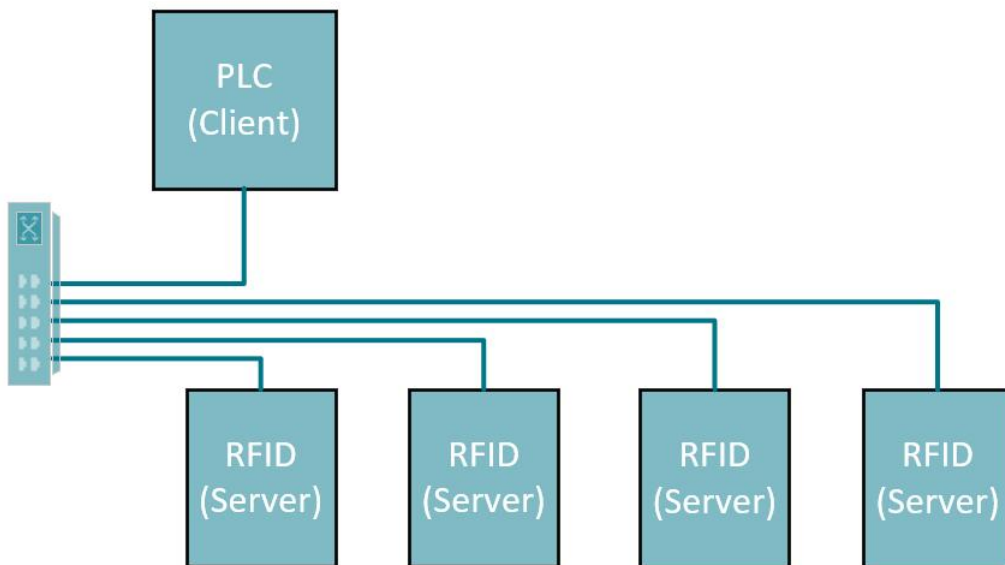 PLC
(Client)
RFID
(Server)
RFID
(Server)
RFID
(Server)
RFID
(Server)